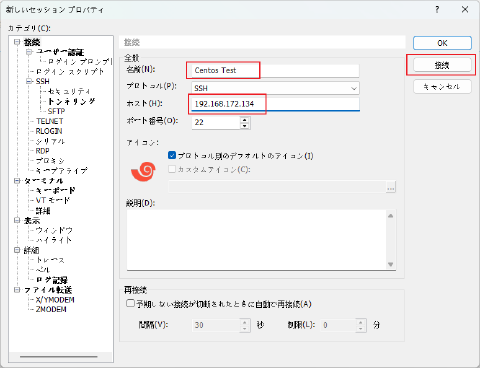 新しいセッション プロパティ
カテゴリ(C):
接続
ユーザー認証
ログイン プロンプト
ログイン スクリプト
SSH
セキュリティ
トンネリング
SFTP
TELNET
RLOGIN
シリアル
RDP
プロキシ
キープアライブ
ターミナル
キーボード
VT モード
詳細
表示
ウィンドウ
ハイライト
詳細
トレース
ベル
ログ記録
ファイル転送
X/YMODEM
ZMODEM
接続
全般
名前(N): Centos Test
プロトコル(P): SSH
ホスト(H): 192.168.172.134
ポート番号(O): 22
アイコン:
プロトコル別のデフォルトのアイコン(I)
カスタムアイコン(C):
...
説明(D):
再接続
予期しない接続が切断されたときに自動で再接続(A)
間隔(V): 30 秒 制限(L): 0 分
OK
接続
キャンセル